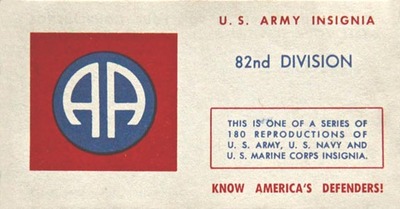 U. S. ARMY INSIGNIA
82nd DIVISION
AA
THIS IS ONE OF A SERIES OF
180 REPRODUCTIONS OF
U. S. ARMY, U. S. NAVY AND
U. S. MARINE CORPS INSIGNIA.
KNOW AMERICA'S DEFENDERS!